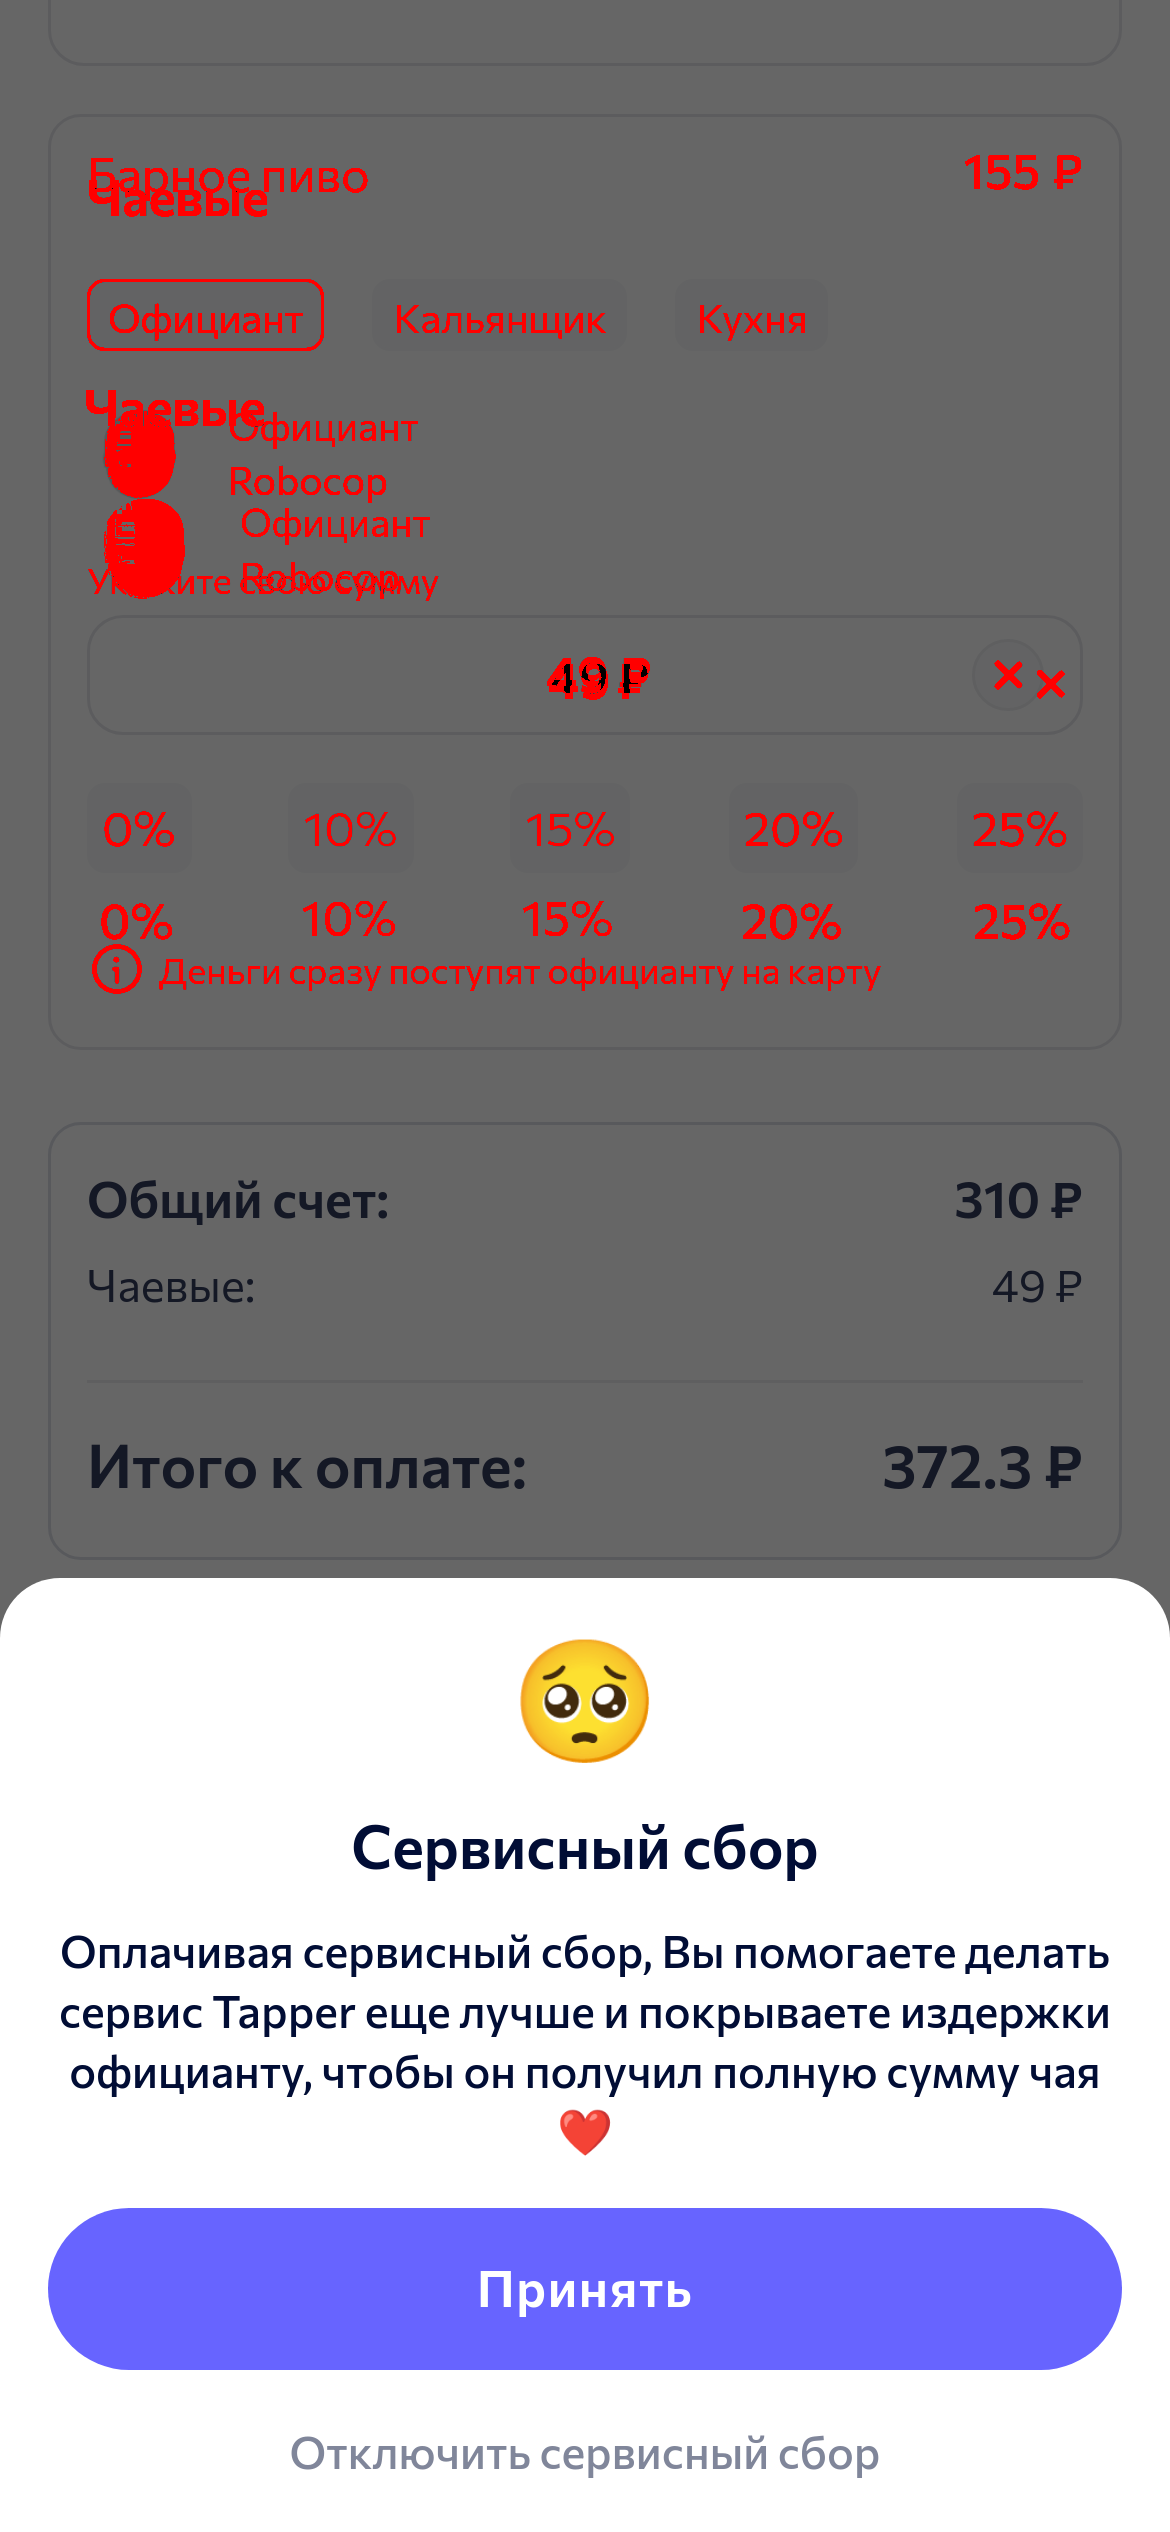 Барное пиво 155 ₽
Чаевые
Официант Кальянщик Кухня
Чаевые
Официант
Robocop
Официант
Robocop
Укажите свою сумму
49 ₽
0% 10% 15% 20% 25%
0% 10% 15% 20% 25%
Деньги сразу поступят официанту на карту
Общий счет: 310 ₽
Чаевые: 49 ₽
Итого к оплате: 372.3 ₽
Сервисный сбор
Оплачивая сервисный сбор, Вы помогаете делать
сервис Tapper еще лучше и покрываете издержки
официанту, чтобы он получил полную сумму чая
❤️
Принять
Отключить сервисный сбор